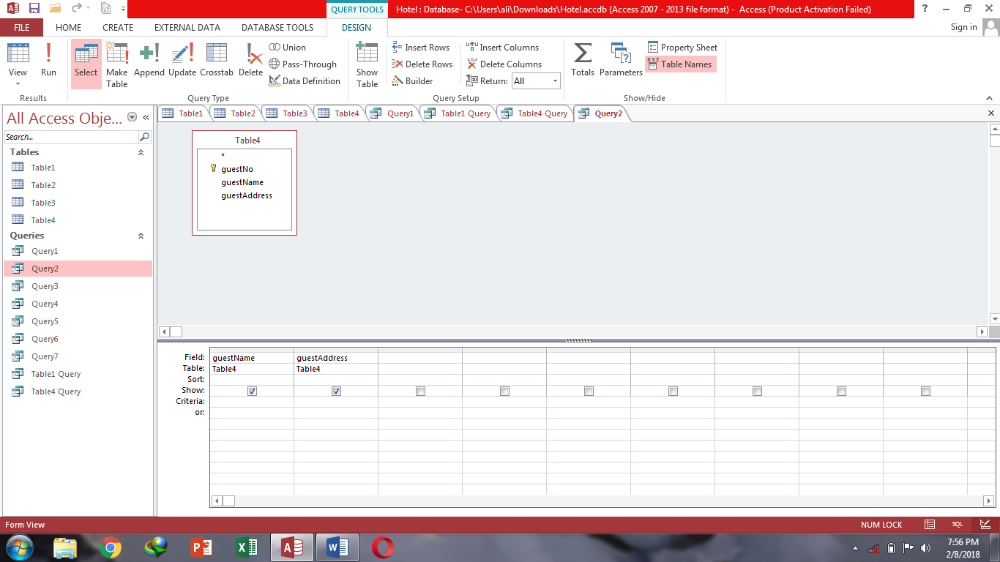 QUERY TOOLS
Hotel : Database- C:\Users\ali\Downloads\Hotel.accdb (Access 2007 - 2013 file format) - Access (Product Activation Failed)
?
FILE HOME CREATE EXTERNAL DATA DATABASE TOOLS DESIGN Sign in
View
Run
Results
Select
Make Table
Append
Update
Crosstab
Delete
Union
Pass-Through
Data Definition
Query Type
Show Table
Insert Rows
Delete Rows
Builder
Insert Columns
Delete Columns
Return: All
Query Setup
Totals
Parameters
Property Sheet
XYZ Table Names
Show/Hide
All Access Obje...
Search...
Tables
Table1
Table2
Table3
Table4
Queries
Query1
Query2
Query3
Query4
Query5
Query6
Query7
Table1 Query
Table4 Query
Table1 Table2 Table3 Table4 Query1 Table1 Query Table4 Query Query2
Table4
*
guestNo
guestName
guestAddress
Field: guestName guestAddress
Table: Table4 Table4
Sort:
Show:
Criteria:
or:
Form View NUM LOCK SQL
7:56 PM
2/8/2018